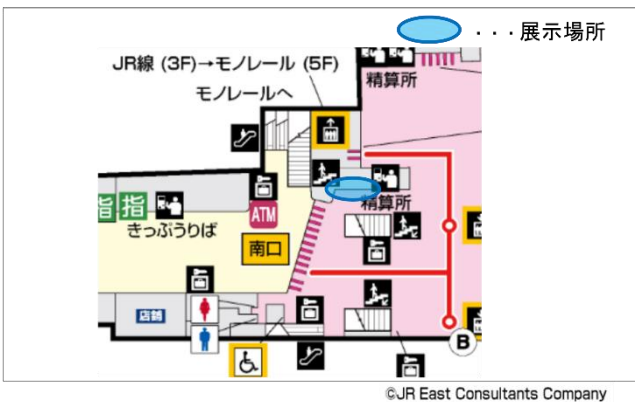 ・・・展示場所
JR線 (3F)→モノレール (5F)
モノレールへ
精算所
精算所
指 指
ATM
きっぷうりば
南口
店舗
B
©JR East Consultants Company